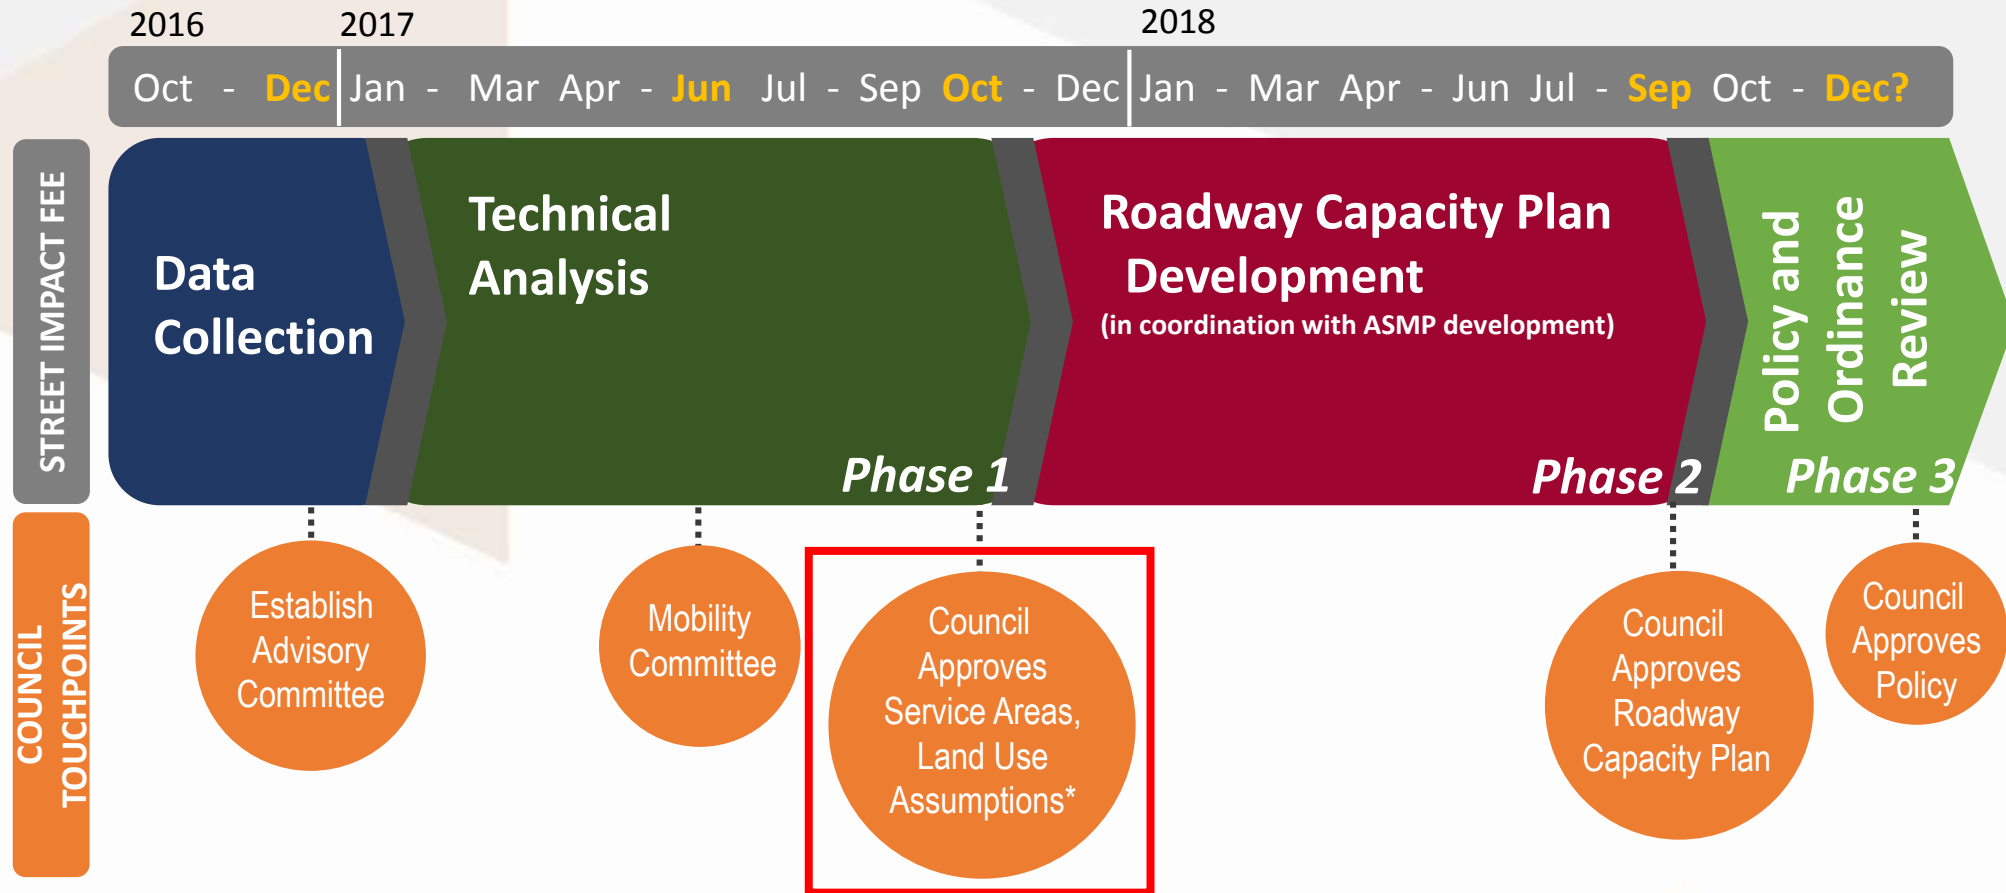 2016 2017 2018
Oct - Dec Jan - Mar Apr - Jun Jul - Sep Oct - Dec Jan - Mar Apr - Jun Jul - Sep Oct - Dec?
STREET IMPACT FEE
Data
Collection
Technical
Analysis
Phase 1
Roadway Capacity Plan
Development
(in coordination with ASMP development)
Phase 2
Policy and
Ordinance
Review
Phase 3
COUNCIL
TOUCHPOINTS
Establish
Advisory
Committee
Mobility
Committee
Council
Approves
Service Areas,
Land Use
Assumptions*
Council
Approves
Roadway
Capacity Plan
Council
Approves
Policy